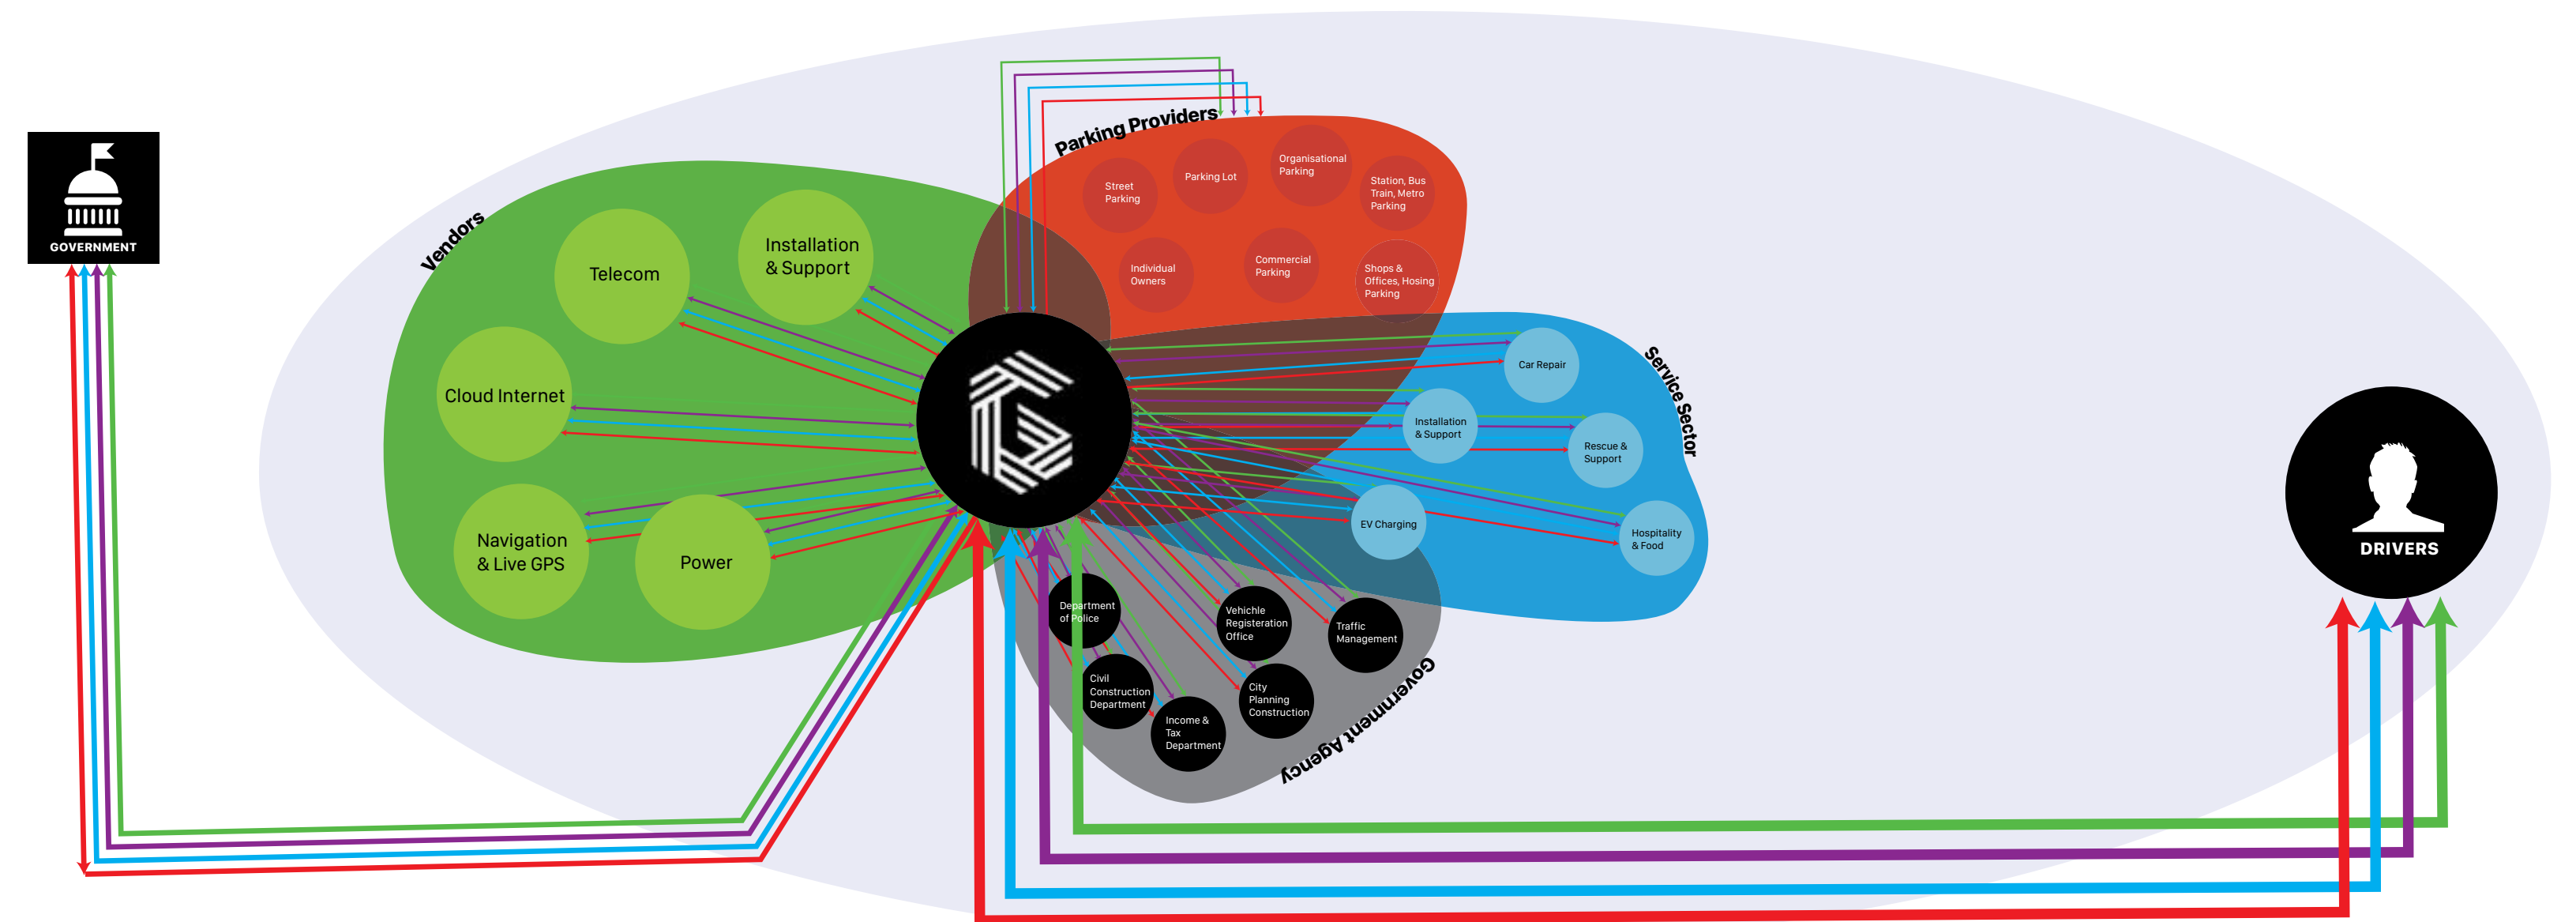 GOVERNMENT
Vendors
Telecom
Installation
& Support
Cloud Internet
Navigation
& Live GPS
Power
Parking Providers
Street
Parking
Parking Lot
Organisational
Parking
Station, Bus
Train, Metro
Parking
Individual
Owners
Commercial
Parking
Shops &
Offices, Hosing
Parking
Service Sector
Car Repair
Installation
& Support
Rescue &
Support
EV Charging
Hospitality
& Food
Government Agency
Department
of Police
Civil
Construction
Department
Income &
Tax
Department
Vehichle
Registeration
Office
City
Planning
Construction
Traffic
Management
DRIVERS